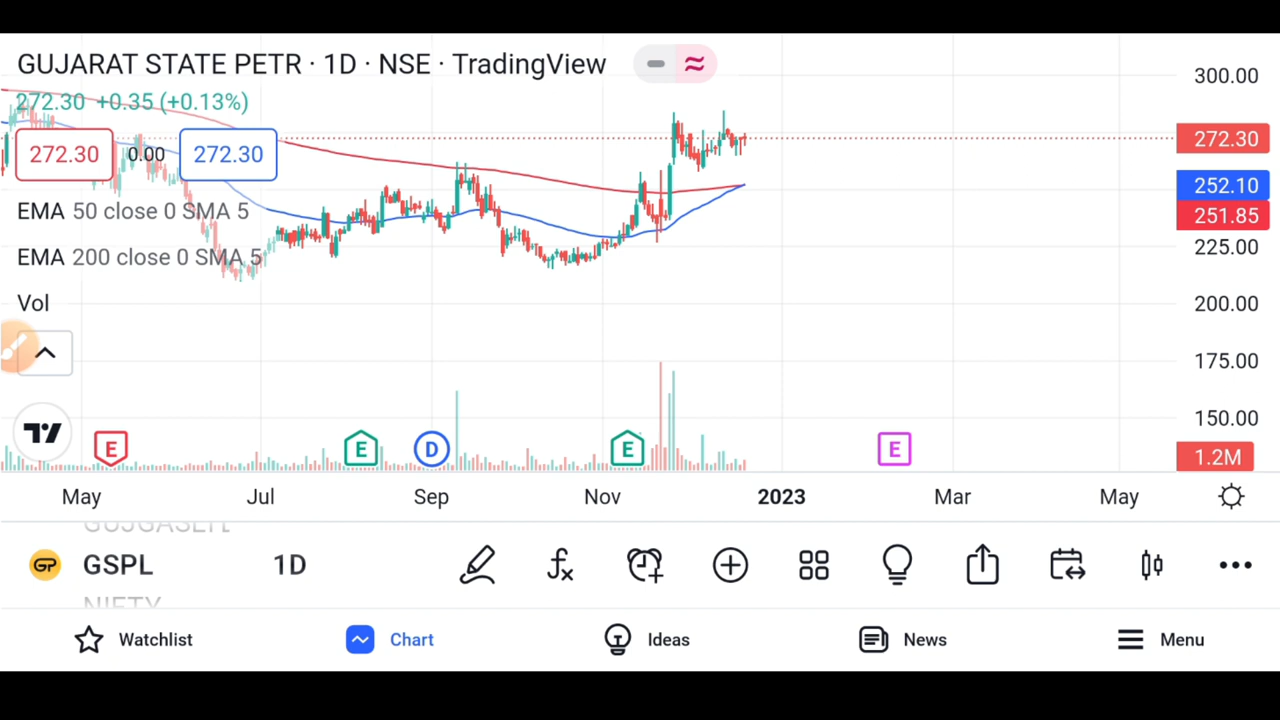 GUJARAT STATE PETR · 1D · NSE · TradingView
272.30 +0.35 (+0.13%)
272.30 0.00 272.30
EMA 50 close 0 SMA 5
EMA 200 close 0 SMA 5
Vol
300.00
272.30
252.10
251.85
225.00
200.00
175.00
150.00
1.2M
E E D E E
May Jul Sep Nov 2023 Mar May
GP GSPL 1D
NIFTY
Watchlist Chart Ideas News Menu